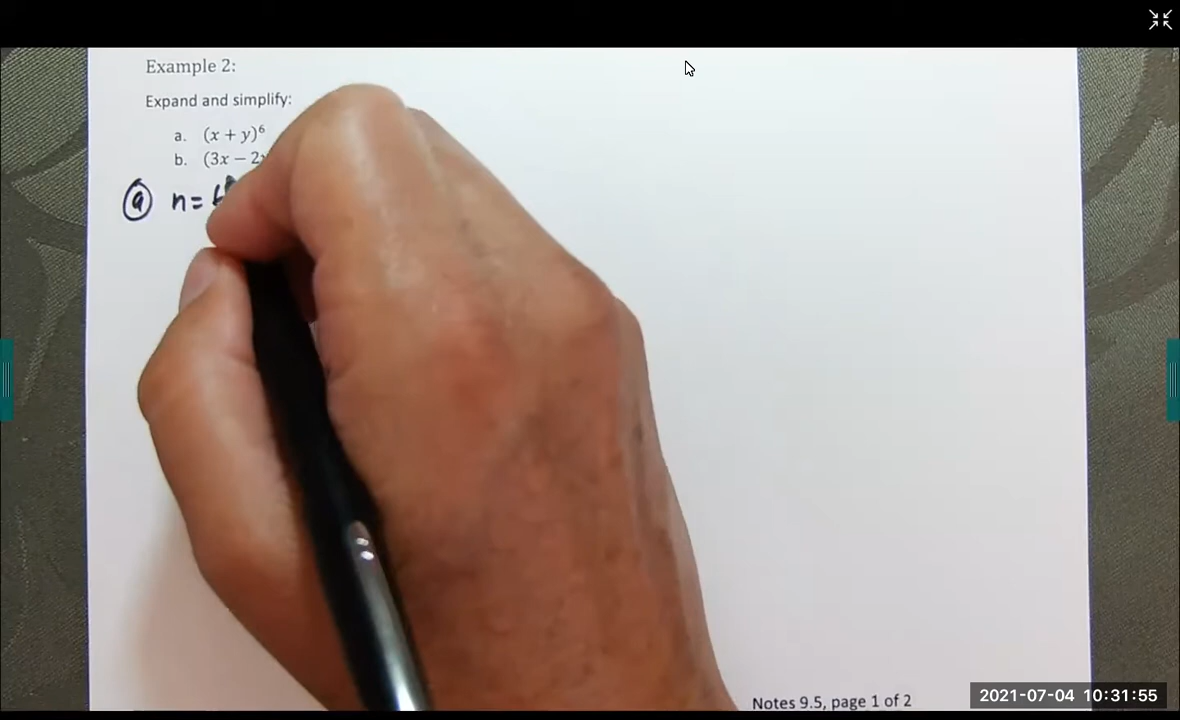 Example 2:
Expand and simplify:
a. (x + y)⁶
b. (3x − 2
ⓐ n = 6
Notes 9.5, page 1 of 2
2021-07-04 10:31:55